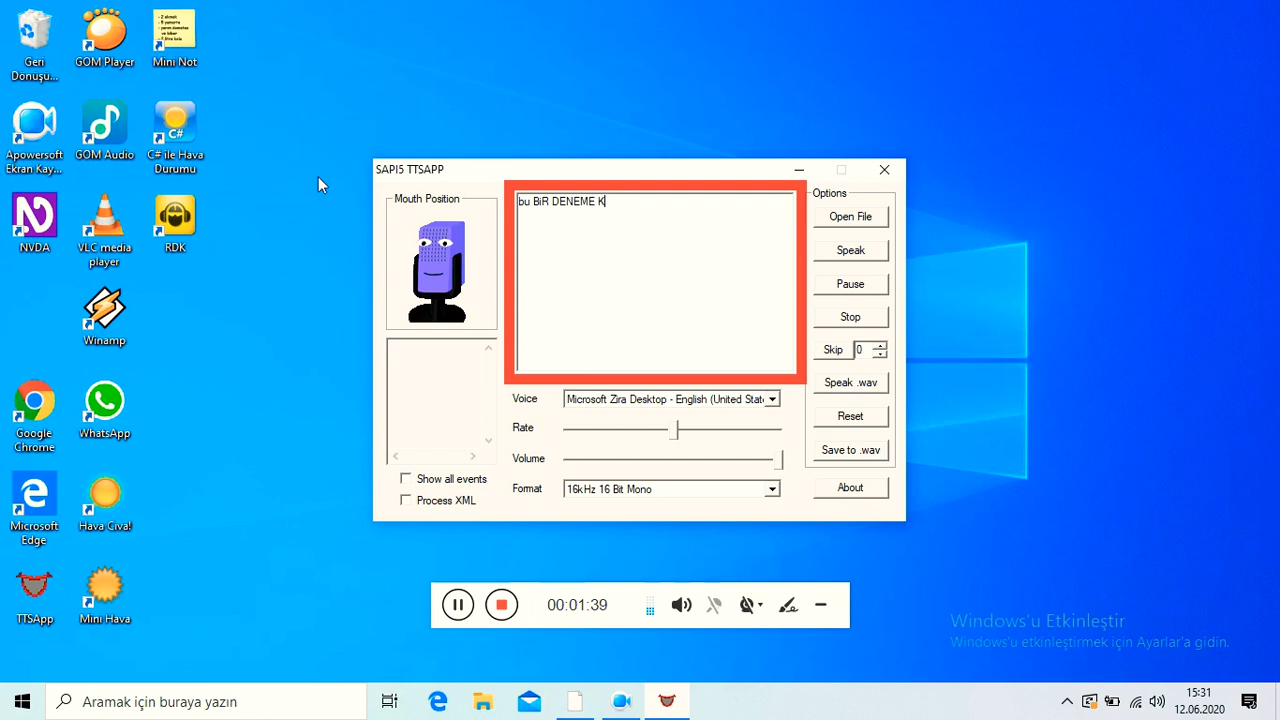 Geri
Dönüşü...
GOM Player
Mini Not
- 2 ekmek
Apowersoft
Ekran Kay...
GOM Audio
C#
C# ile Hava
Durumu
NVDA
VLC media
player
RDK
Winamp
Google
Chrome
WhatsApp
Microsoft
Edge
Hava Cıva!
TTSApp
Mini Hava
SAPI5 TTSAPP
Mouth Position
bu BiR DENEME K
Options
Open File
Speak
Pause
Stop
Skip 0
Speak .wav
Reset
Save to .wav
About
Voice Microsoft Zira Desktop - English (United Stat
Rate
Volume
Format 16kHz 16 Bit Mono
Show all events
Process XML
00:01:39
Windows'u Etkinleştir
Windows'u etkinleştirmek için Ayarlar'a gidin.
Aramak için buraya yazın
15:31
12.06.2020